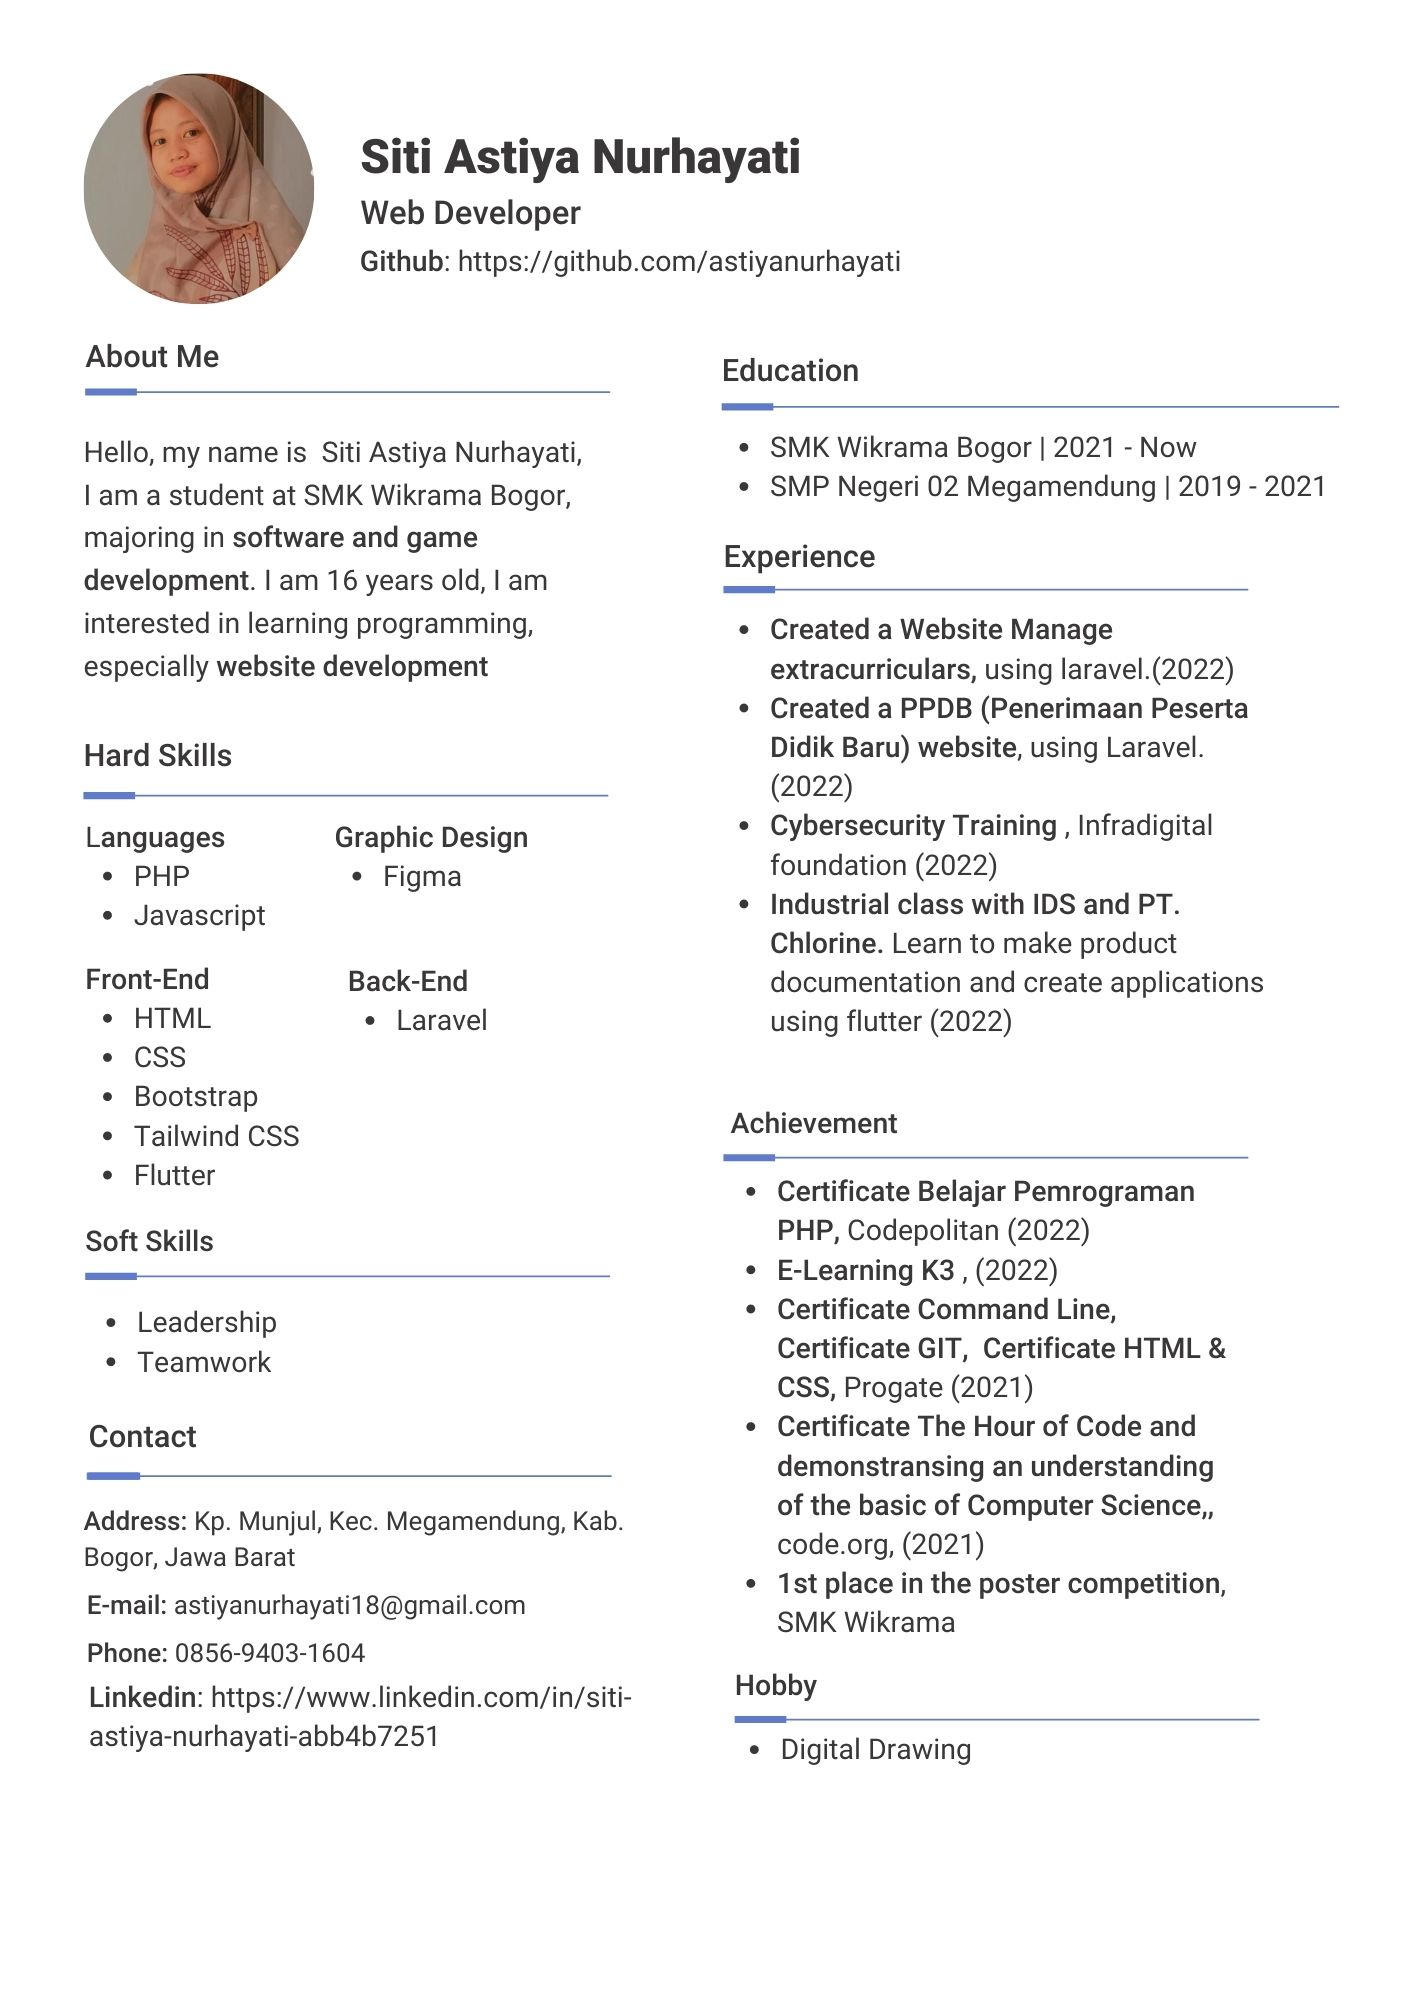 Siti Astiya Nurhayati
Web Developer
Github: https://github.com/astiyanurhayati
About Me
Hello, my name is  Siti Astiya Nurhayati,
I am a student at SMK Wikrama Bogor,
majoring in software and game
development. I am 16 years old, I am
interested in learning programming,
especially website development
Hard Skills
Languages
• PHP
• Javascript
Graphic Design
• Figma
Front-End
• HTML
• CSS
• Bootstrap
• Tailwind CSS
• Flutter
Back-End
• Laravel
Soft Skills
• Leadership
• Teamwork
Contact
Address: Kp. Munjul, Kec. Megamendung, Kab.
Bogor, Jawa Barat
E-mail: astiyanurhayati18@gmail.com
Phone: 0856-9403-1604
Linkedin: https://www.linkedin.com/in/siti-
astiya-nurhayati-abb4b7251
Education
• SMK Wikrama Bogor | 2021 - Now
• SMP Negeri 02 Megamendung | 2019 - 2021
Experience
• Created a Website Manage
extracurriculars, using laravel.(2022)
• Created a PPDB (Penerimaan Peserta
Didik Baru) website, using Laravel.
(2022)
• Cybersecurity Training , Infradigital
foundation (2022)
• Industrial class with IDS and PT.
Chlorine. Learn to make product
documentation and create applications
using flutter (2022)
Achievement
• Certificate Belajar Pemrograman
PHP, Codepolitan (2022)
• E-Learning K3 , (2022)
• Certificate Command Line,
Certificate GIT,  Certificate HTML &
CSS, Progate (2021)
• Certificate The Hour of Code and
demonstransing an understanding
of the basic of Computer Science,,
code.org, (2021)
• 1st place in the poster competition,
SMK Wikrama
Hobby
• Digital Drawing